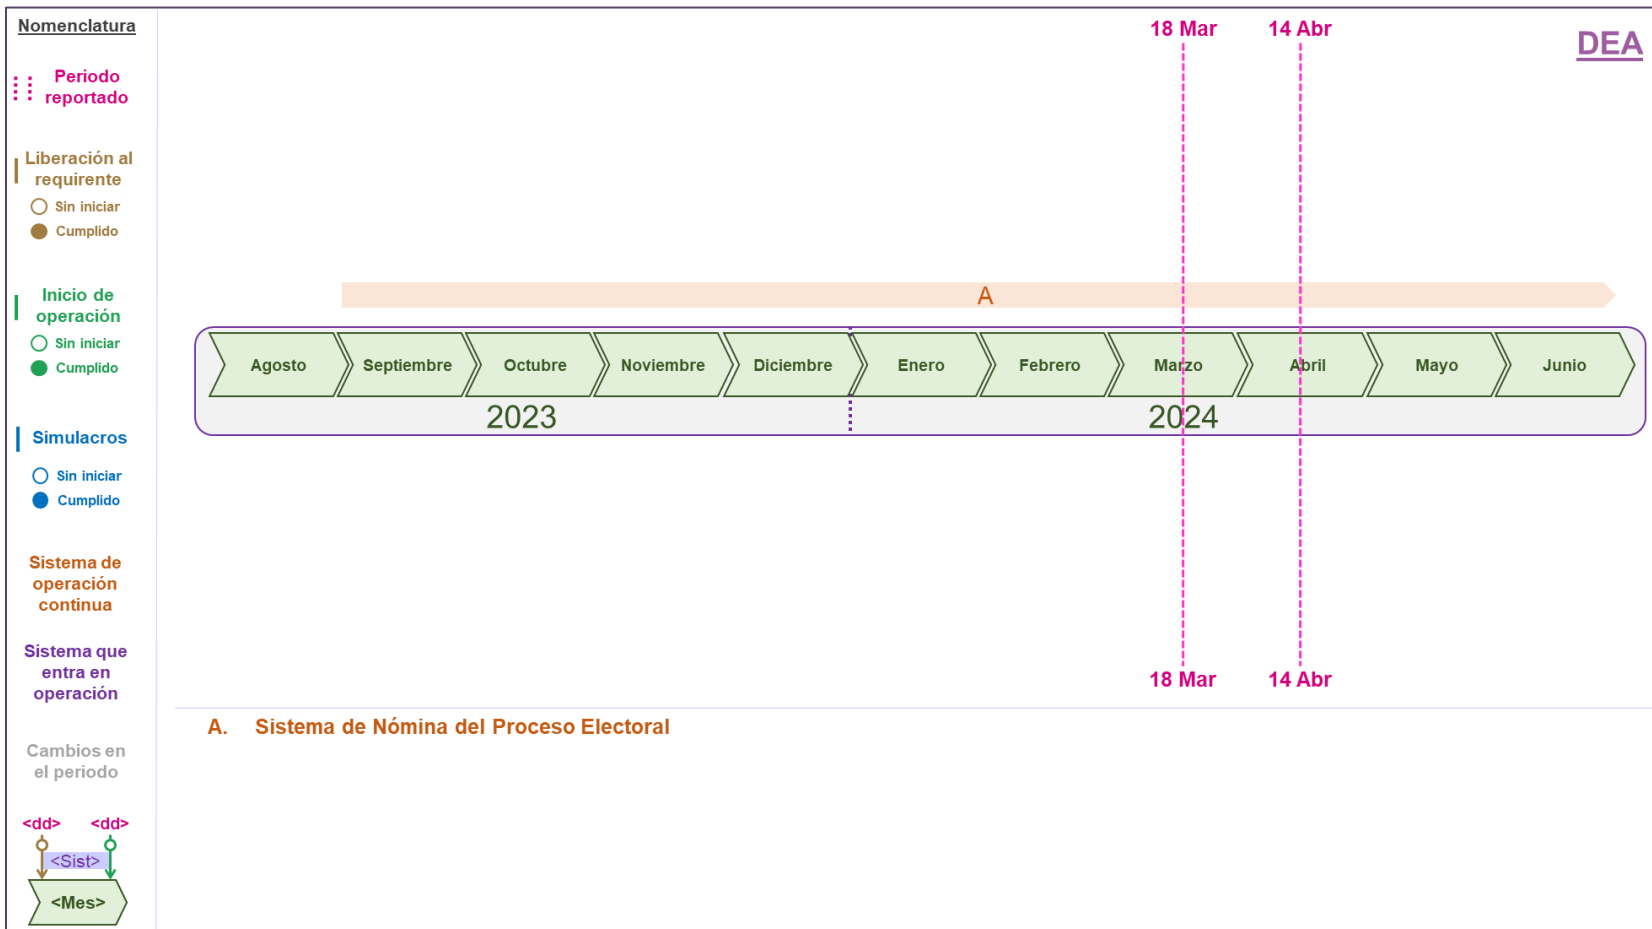 Nomenclatura
Periodo
reportado
Liberación al
requirente
Sin iniciar
Cumplido
Inicio de
operación
Sin iniciar
Cumplido
Simulacros
Sin iniciar
Cumplido
Sistema de
operación
continua
Sistema que
entra en
operación
Cambios en
el periodo
<dd> <dd>
<Sist>
<Mes>
18 Mar 14 Abr
DEA
A
Agosto Septiembre Octubre Noviembre Diciembre Enero Febrero Marzo Abril Mayo Junio
2023 2024
18 Mar 14 Abr
A. Sistema de Nómina del Proceso Electoral